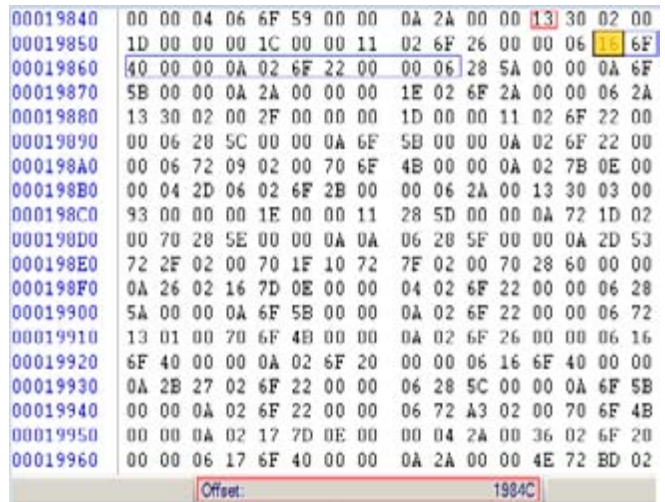 00019840 00 00 04 06 6F 59 00 00 0A 2A 00 00 13 30 02 00
00019850 1D 00 00 00 1C 00 00 11 02 6F 26 00 00 06 16 6F
00019860 40 00 00 0A 02 6F 22 00 00 06 28 5A 00 00 0A 6F
00019870 5B 00 00 0A 2A 00 00 00 1E 02 6F 2A 00 00 06 2A
00019880 13 30 02 00 2F 00 00 00 1D 00 00 11 02 6F 22 00
00019890 00 06 28 5C 00 00 0A 6F 5B 00 00 0A 02 6F 22 00
000198A0 00 06 72 09 02 00 70 6F 4B 00 00 0A 02 7B 0E 00
000198B0 00 04 2D 06 02 6F 2B 00 00 06 2A 00 13 30 03 00
000198C0 93 00 00 00 1E 00 00 11 28 5D 00 00 0A 72 1D 02
000198D0 00 70 28 5E 00 00 0A 0A 06 28 5F 00 00 0A 2D 53
000198E0 72 2F 02 00 70 1F 10 72 7F 02 00 70 28 60 00 00
000198F0 0A 26 02 16 7D 0E 00 00 04 02 6F 22 00 00 06 28
00019900 5A 00 00 0A 6F 5B 00 00 0A 02 6F 22 00 00 06 72
00019910 13 01 00 70 6F 4B 00 00 0A 02 6F 26 00 00 06 16
00019920 6F 40 00 00 0A 02 6F 20 00 00 06 16 6F 40 00 00
00019930 0A 2B 27 02 6F 22 00 00 06 28 5C 00 00 0A 6F 5B
00019940 00 00 0A 02 6F 22 00 00 06 72 A3 02 00 70 6F 4B
00019950 00 00 0A 02 17 7D 0E 00 00 04 2A 00 36 02 6F 20
00019960 00 00 06 17 6F 40 00 00 0A 2A 00 00 4E 72 BD 02
Offset: 1984C